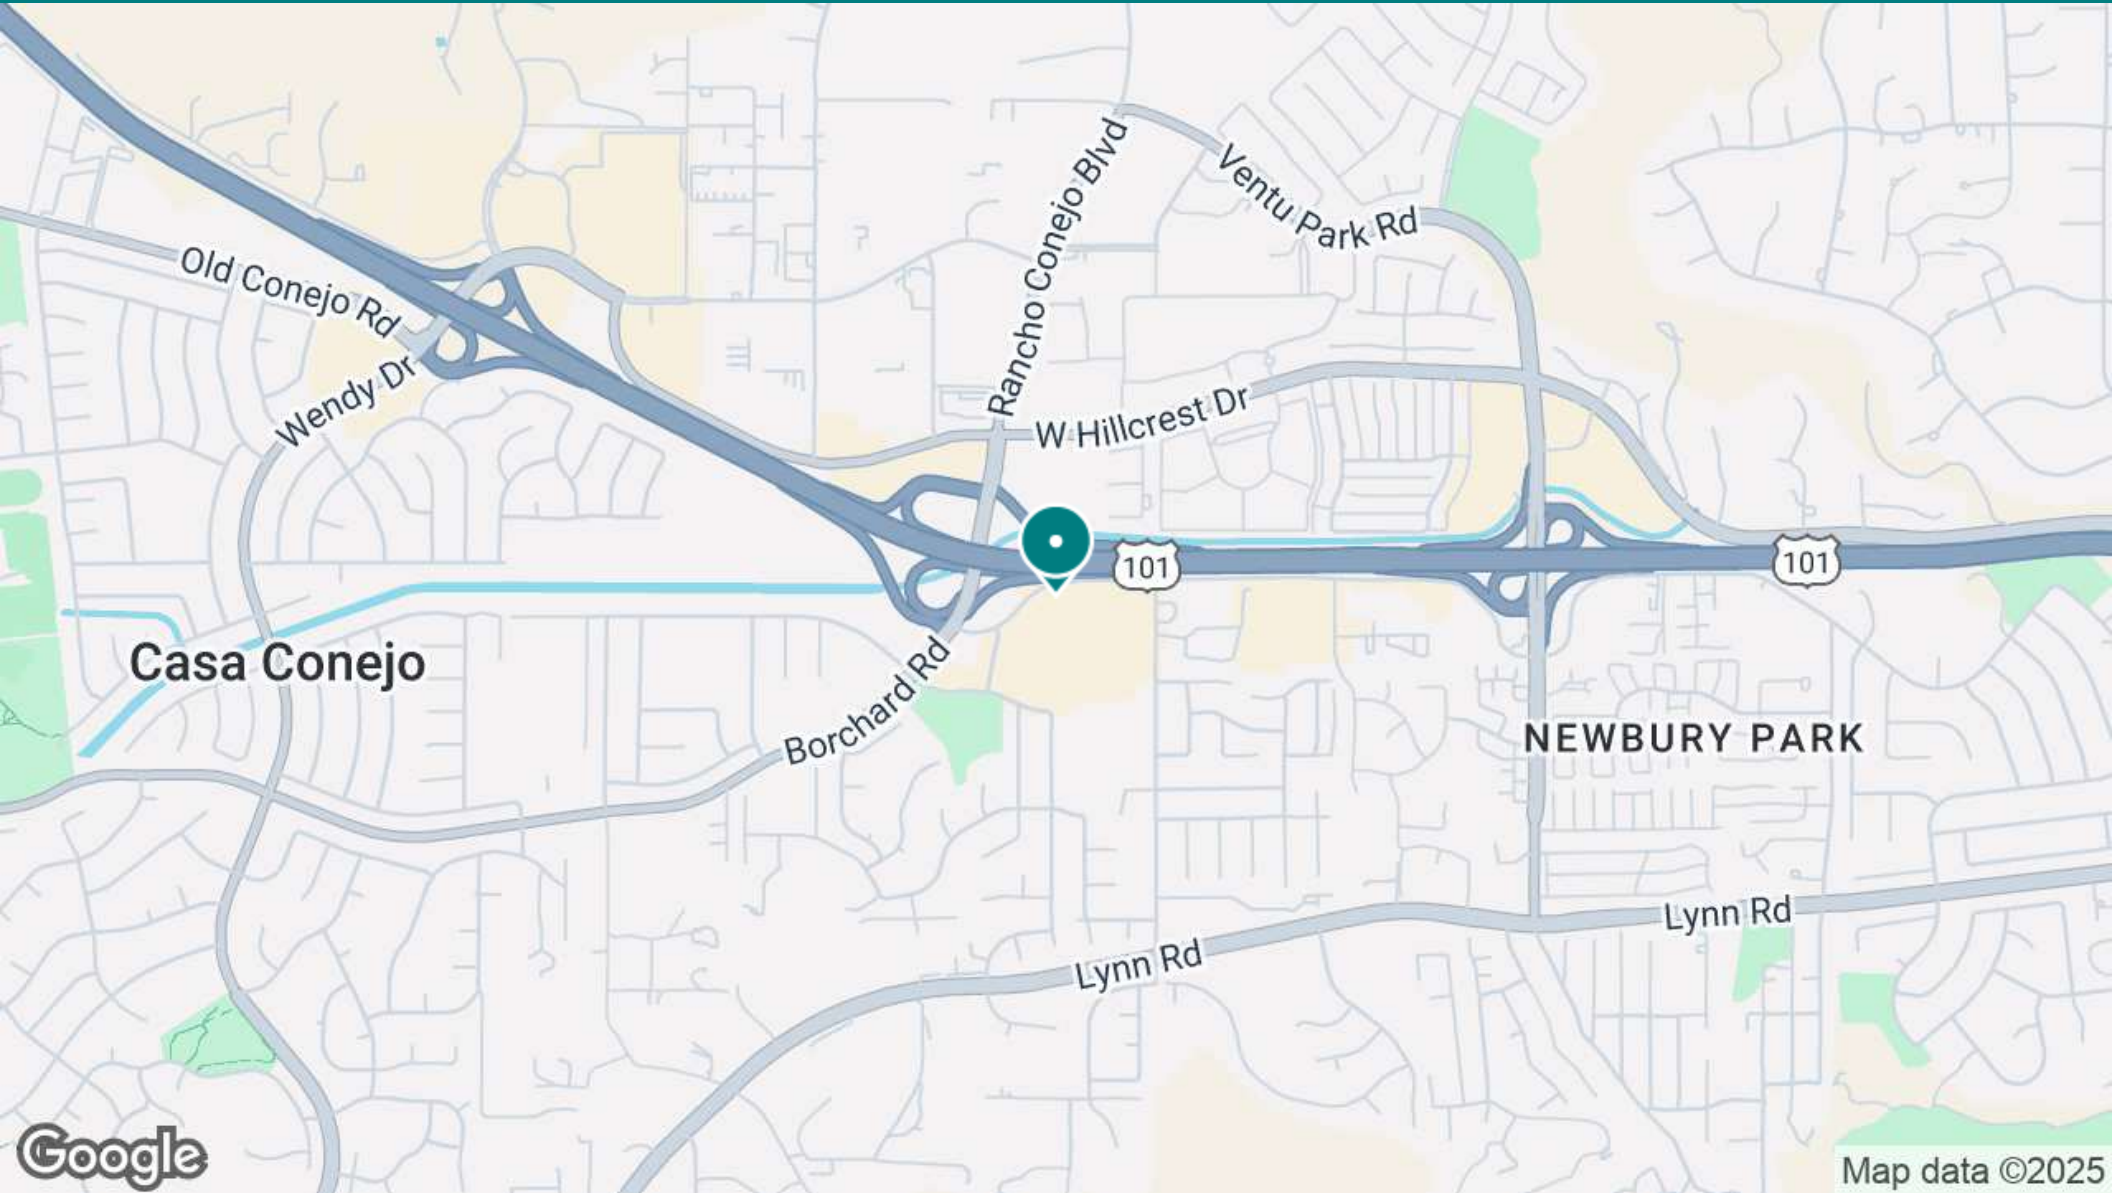 Rancho Conejo Blvd
Ventu Park Rd
Old Conejo Rd
Wendy Dr
W Hillcrest Dr
101
101
Casa Conejo
Borchard Rd
NEWBURY PARK
Lynn Rd
Lynn Rd
Google
Map data ©2025